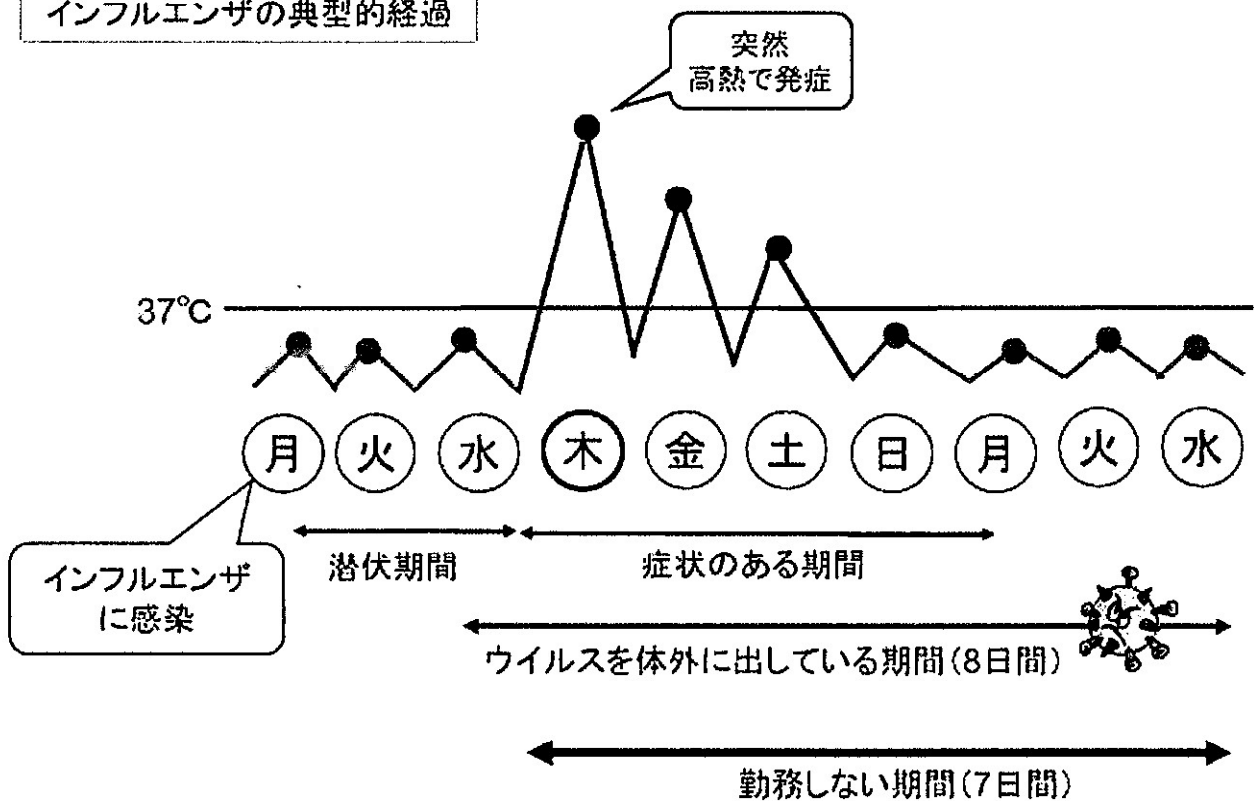 インフルエンザの典型的経過
突然
高熱で発症
37℃
月 火 水 木 金 土 日 月 火 水
潜伏期間
症状のある期間
インフルエンザ
に感染
ウイルスを体外に出している期間(8日間)
勤務しない期間(7日間)